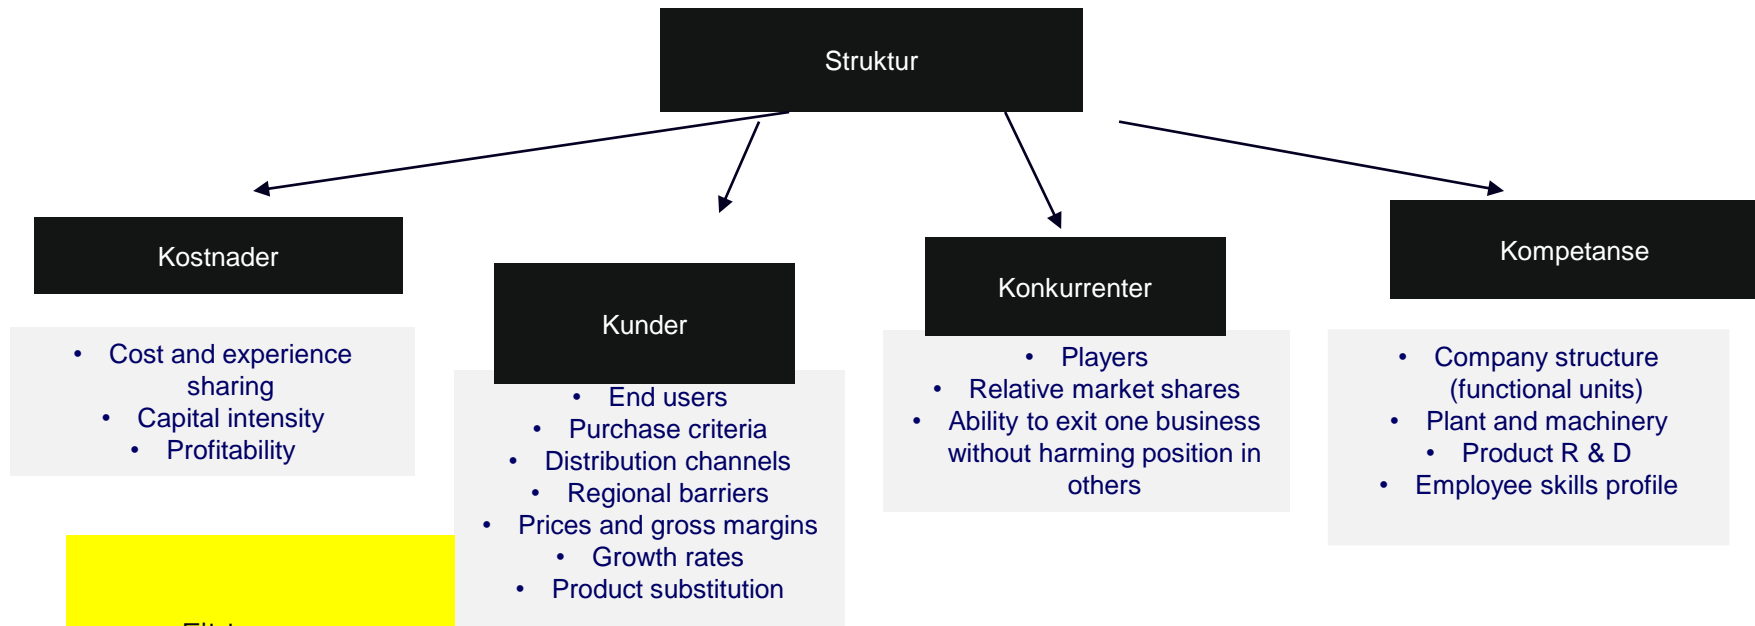 Struktur
Kostnader
• Cost and experience
sharing
• Capital intensity
• Profitability
Kunder
• End users
• Purchase criteria
• Distribution channels
• Regional barriers
• Prices and gross margins
• Growth rates
• Product substitution
Konkurrenter
• Players
• Relative market shares
• Ability to exit one business
without harming position in
others
Kompetanse
• Company structure
(functional units)
• Plant and machinery
• Product R & D
• Employee skills profile